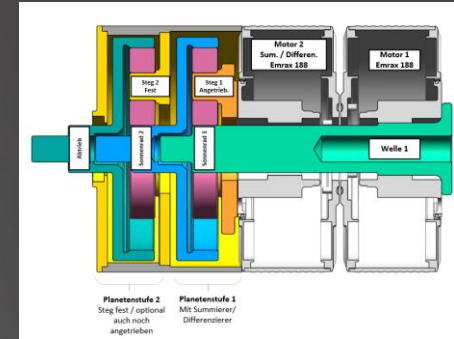 Motor 2
Sum. / Differen.
Emrax 188
Motor 1
Emrax 188
Steg 2
Fest
Steg 1
Angetrieb.
Abtrieb
Sonnenrad 2
Sonnenrad 1
Welle 1
Planetenstufe 2
Steg fest / optional
auch noch
angetrieben
Planetenstufe 1
Mit Summierer/
Differenzierer